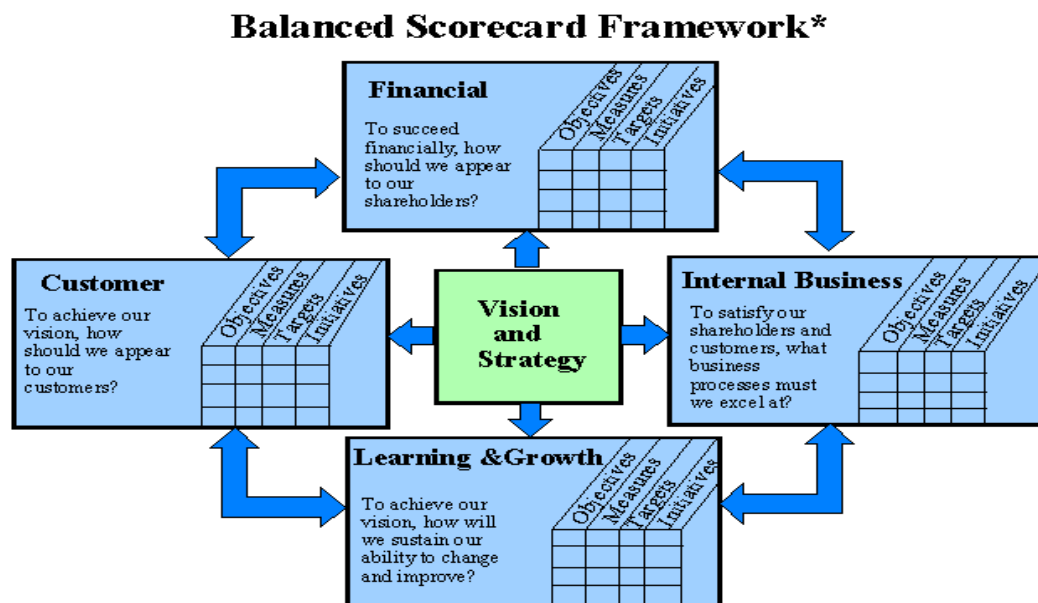 Balanced Scorecard Framework*
Financial
To succeed
financially, how
should we appear
to our
shareholders?
Objectives
Measures
Targets
Initiatives
Customer
To achieve our
vision, how
should we appear
to our
customers?
Objectives
Measures
Targets
Initiatives
Vision
and
Strategy
Internal Business
To satisfy our
shareholders and
customers, what
business
processes must
we excel at?
Objectives
Measures
Targets
Initiatives
Learning &Growth
To achieve our
vision, how will
we sustain our
ability to change
and improve?
Objectives
Measures
Targets
Initiatives